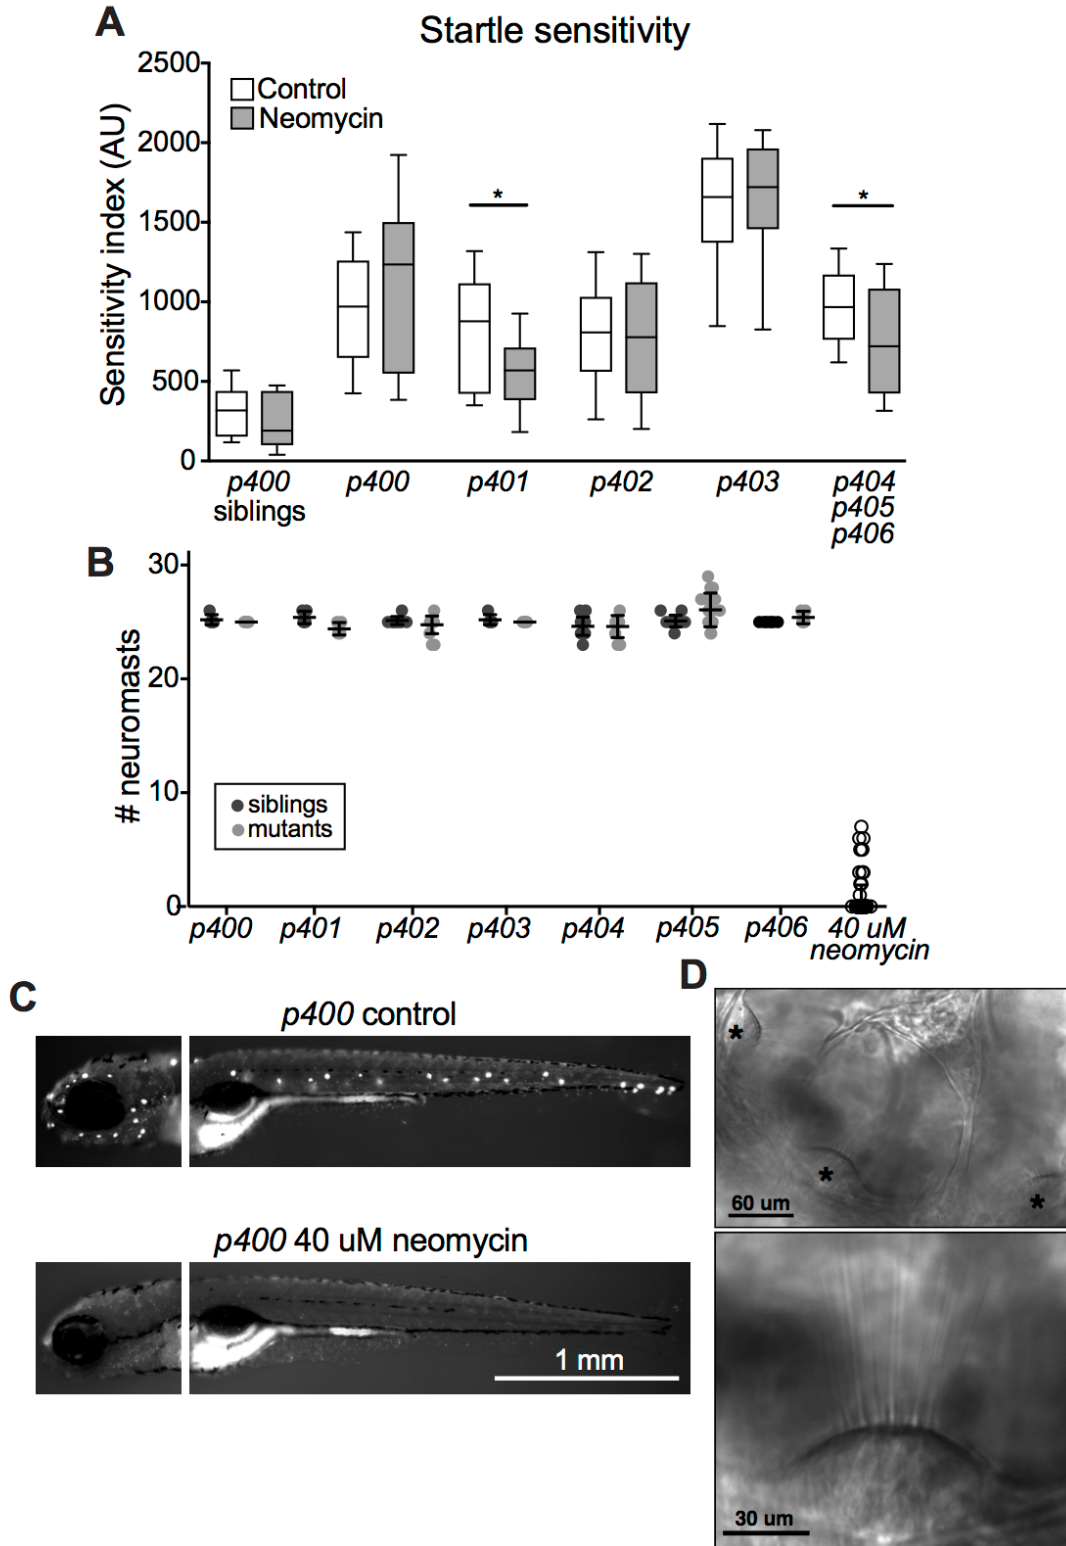 A
Startle sensitivity
Sensitivity index (AU)
2500
2000
1500
1000
500
0
Control
Neomycin
*
*
p400
siblings
p400
p401
p402
p403
p404
p405
p406
B
# neuromasts
30
20
10
0
siblings
mutants
p400
p401
p402
p403
p404
p405
p406
40 uM
neomycin
C
p400 control
p400 40 uM neomycin
1 mm
D
*
*
*
60 um
30 um